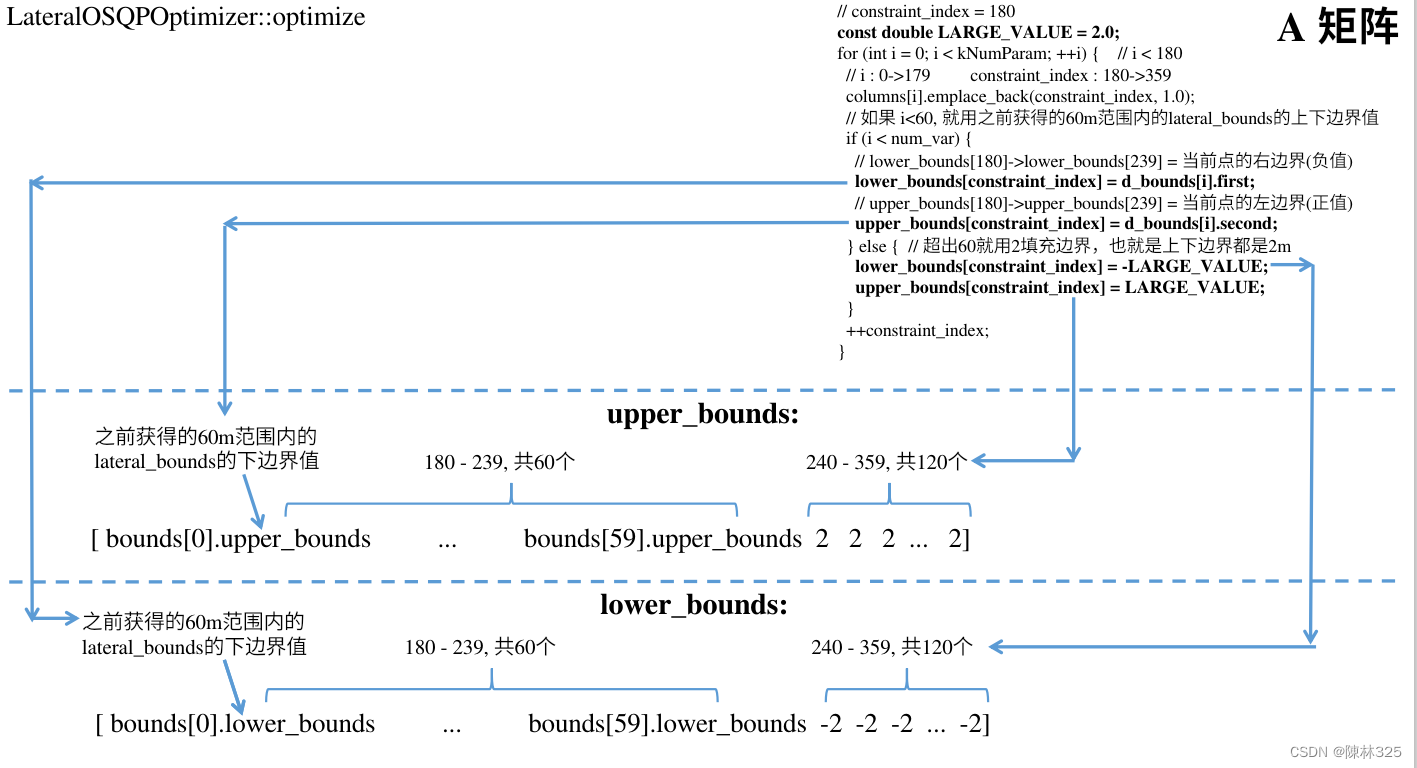 LateralOSQPOptimizer::optimize
A 矩阵
// constraint_index = 180
const double LARGE_VALUE = 2.0;
for (int i = 0; i < kNumParam; ++i) { // i < 180
// i : 0->179 constraint_index : 180->359
columns[i].emplace_back(constraint_index, 1.0);
// 如果 i<60, 就用之前获得的60m范围内的lateral_bounds的上下边界值
if (i < num_var) {
// lower_bounds[180]->lower_bounds[239] = 当前点的右边界(负值)
lower_bounds[constraint_index] = d_bounds[i].first;
// upper_bounds[180]->upper_bounds[239] = 当前点的左边界(正值)
upper_bounds[constraint_index] = d_bounds[i].second;
} else { // 超出60就用2填充边界，也就是上下边界都是2m
lower_bounds[constraint_index] = -LARGE_VALUE;
upper_bounds[constraint_index] = LARGE_VALUE;
}
++constraint_index;
}
upper_bounds:
之前获得的60m范围内的
lateral_bounds的下边界值
180 - 239, 共60个
240 - 359, 共120个
[ bounds[0].upper_bounds ... bounds[59].upper_bounds 2 2 2 ... 2]
lower_bounds:
之前获得的60m范围内的
lateral_bounds的下边界值
180 - 239, 共60个
240 - 359, 共120个
[ bounds[0].lower_bounds ... bounds[59].lower_bounds -2 -2 -2 ... -2]
CSDN @陳林325